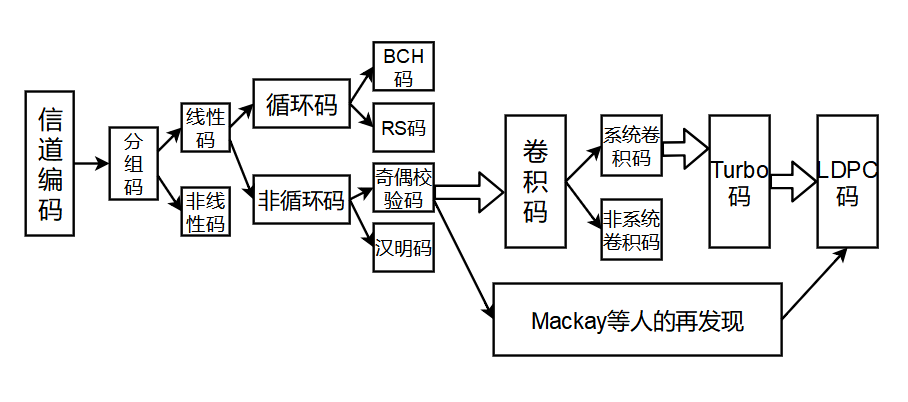 信
道
编
码
分
组
码
线性
码
非线
性码
循环码
非循环码
BCH
码
RS码
奇偶校
验码
汉明码
卷
积
码
系统卷
积码
非系统
卷积码
Turbo
码
LDPC
码
Mackay等人的再发现